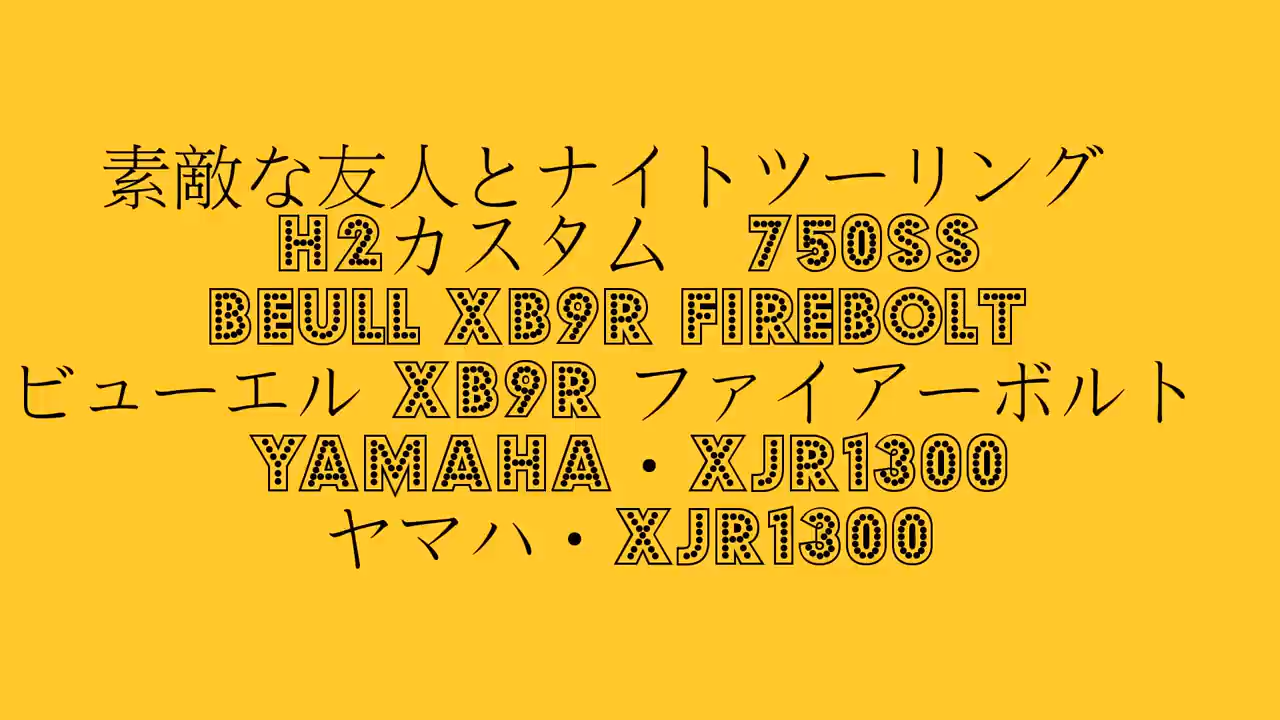 素敵な友人とナイトツーリング
H2カスタム　750SS
BEULL XB9R FIREBOLT
ビューエル XB9R ファイアーボルト
YAMAHA・XJR1300
ヤマハ・XJR1300